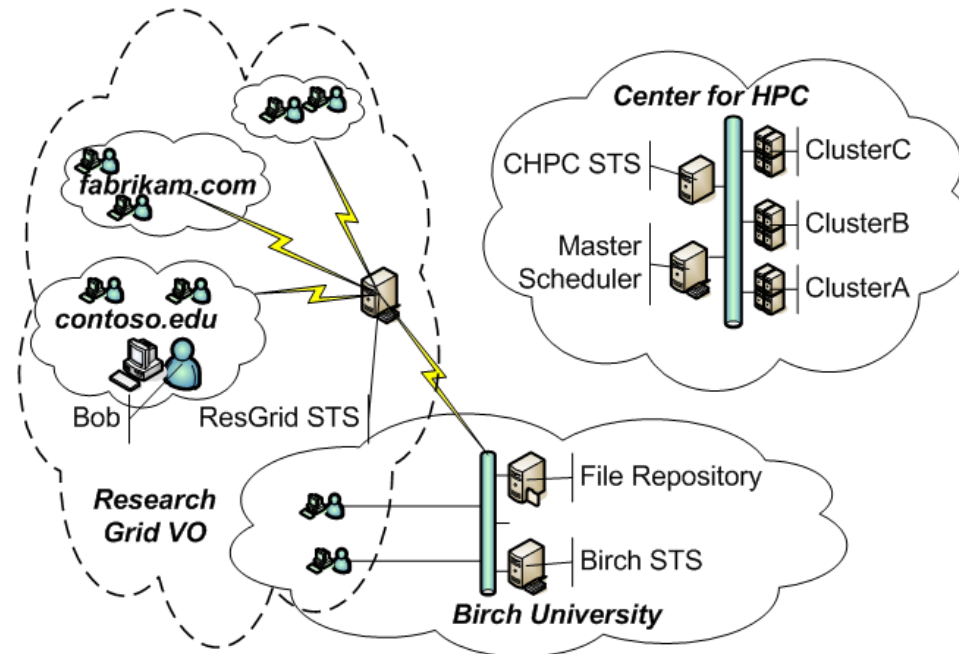 Center for HPC
CHPC STS
ClusterC
fabrikam.com
ClusterB
Master
Scheduler
ClusterA
contoso.edu
Bob
ResGrid STS
File Repository
Research
Grid VO
Birch STS
Birch University